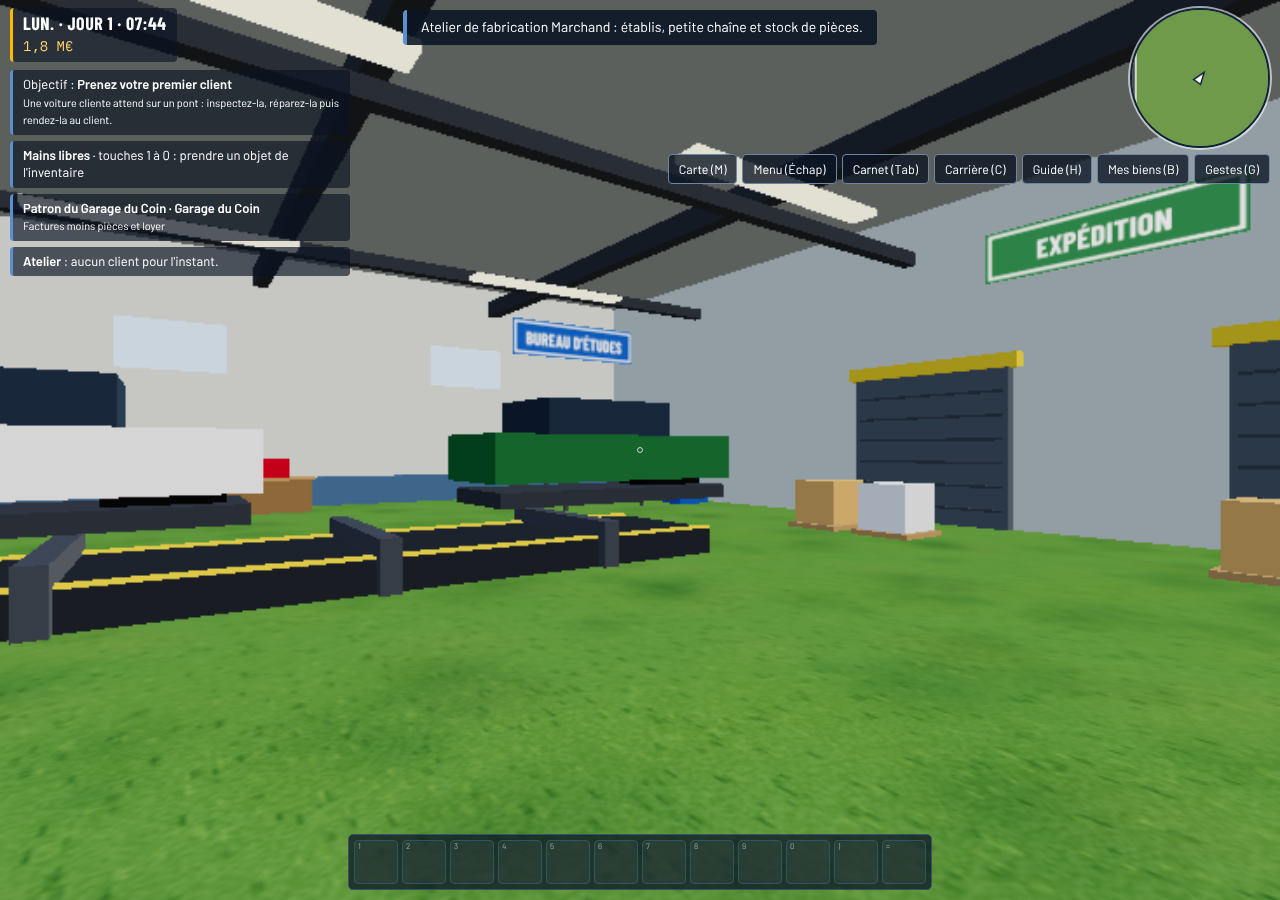 LUN. · JOUR 1 · 07:44
1,8 M€
Objectif : Prenez votre premier client
Une voiture cliente attend sur un pont : inspectez-la, réparez-la puis
rendez-la au client.
Mains libres · touches 1 à 0 : prendre un objet de
l'inventaire
Patron du Garage du Coin · Garage du Coin
Factures moins pièces et loyer
Atelier : aucun client pour l'instant.
Atelier de fabrication Marchand : établis, petite chaîne et stock de pièces.
Carte (M) Menu (Échap) Carnet (Tab) Carrière (C) Guide (H) Mes biens (B) Gestes (G)
EXPÉDITION
BUREAU D'ÉTUDES
1 2 3 4 5 6 7 8 9 0 ) =